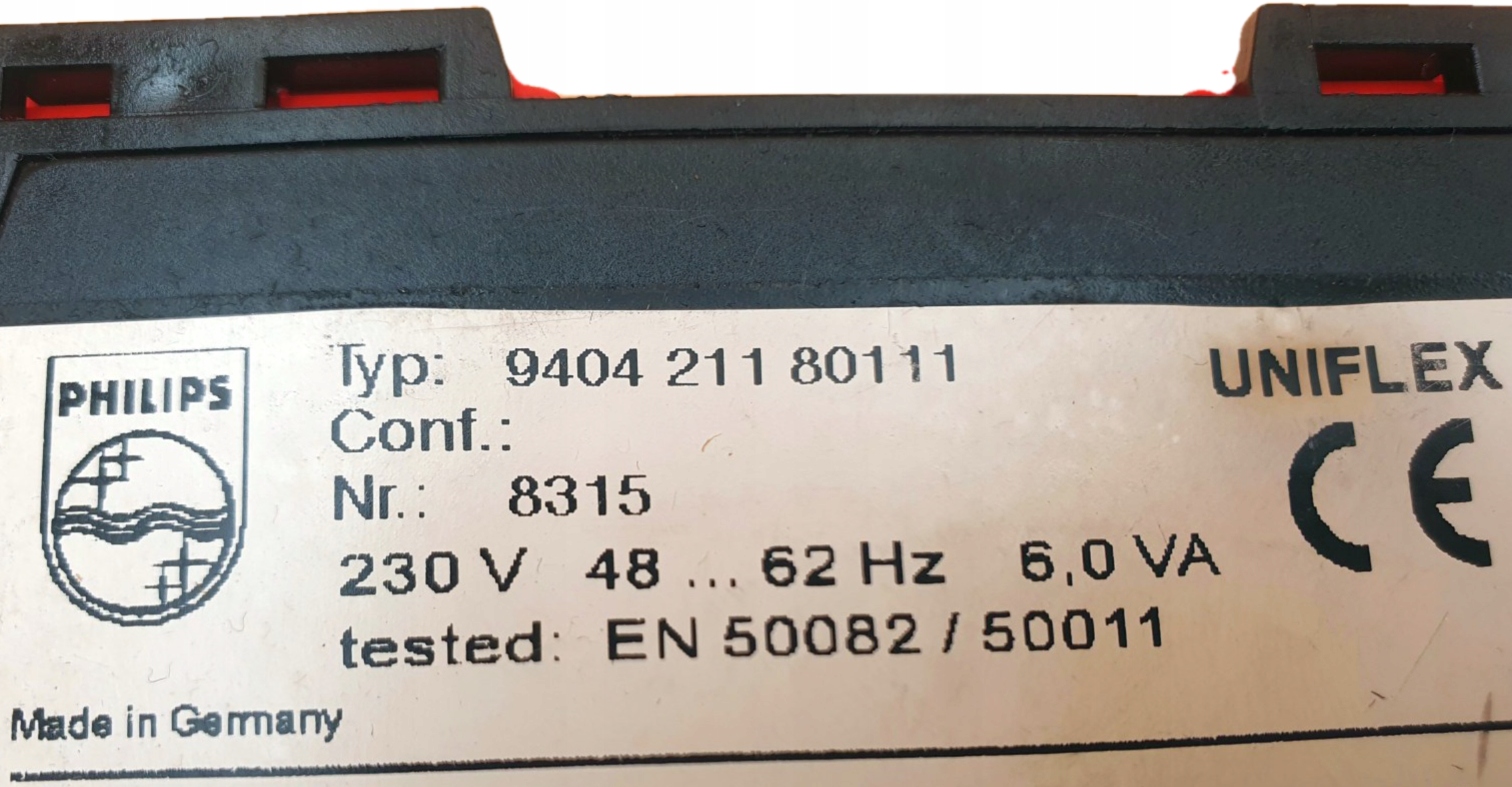 PHILIPS
Typ: 9404 211 80111
UNIFLEX
Conf.:
CE
Nr.: 8315
230 V 48 ... 62 Hz 6,0 VA
tested: EN 50082 / 50011
Made in Germany